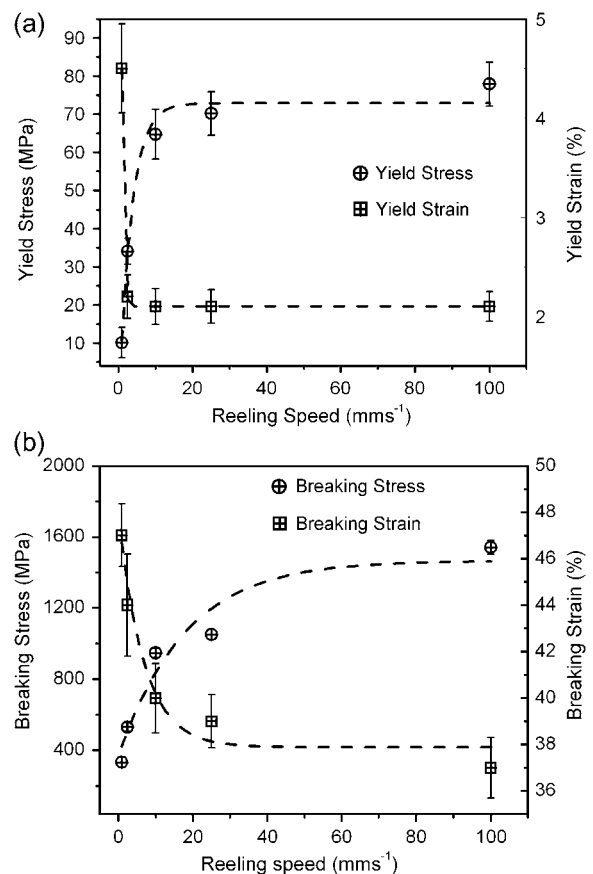 (a)
90
80
70
60
50
40
30
20
10
Yield Stress (MPa)
5
4
3
2
Yield Strain (%)
Yield Stress
Yield Strain
0 20 40 60 80 100
Reeling Speed (mms⁻¹)
(b)
2000
1600
1200
800
400
Breaking Stress (MPa)
50
48
46
44
42
40
38
36
Breaking Strain (%)
Breaking Stress
Breaking Strain
0 20 40 60 80 100
Reeling speed (mms⁻¹)